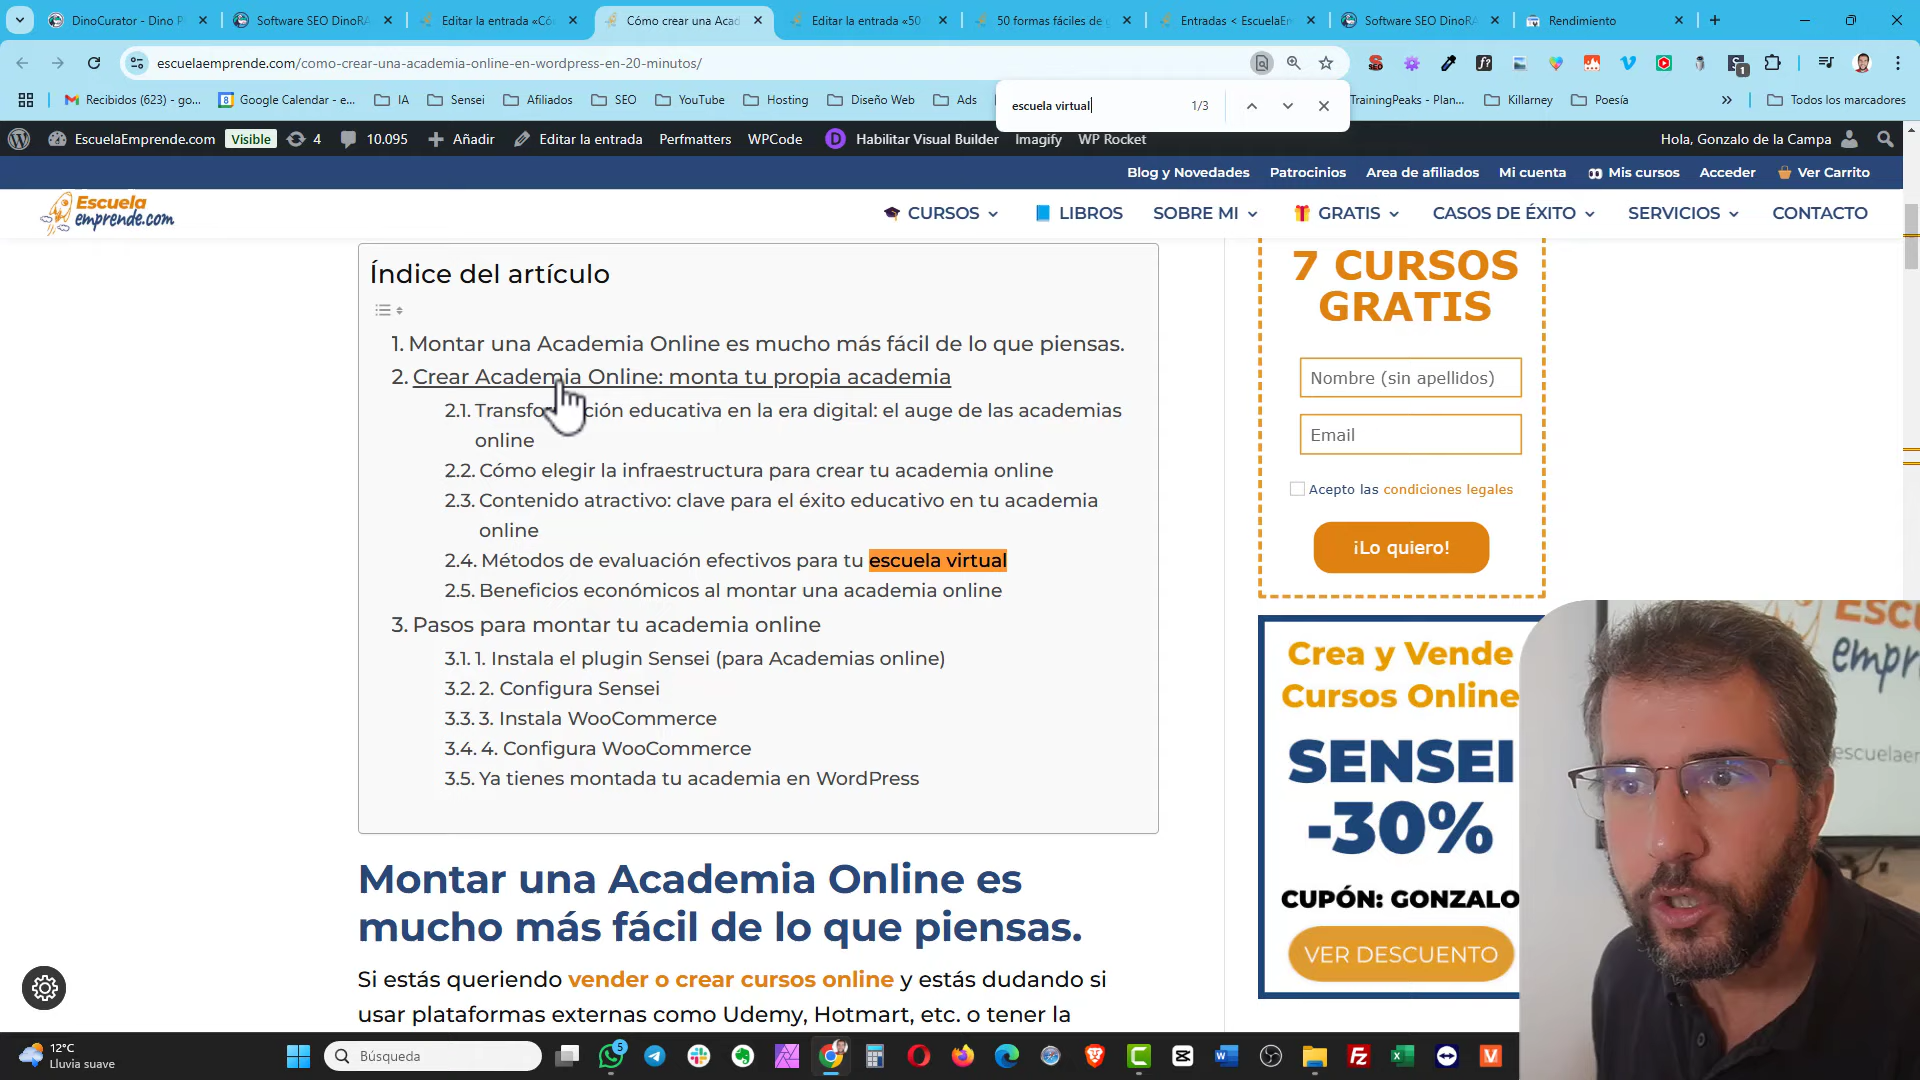 DinoCurator - Dino P
Software SEO DinoRA
Editar la entrada «Có
Cómo crear una Acad
Editar la entrada «50
50 formas fáciles de g
Entradas < EscuelaEm
Software SEO DinoRA
Rendimiento
escuelaemprende.com/como-crear-una-academia-online-en-wordpress-en-20-minutos/
Recibidos (623) - go...
Google Calendar - e...
IA
Sensei
Afiliados
SEO
YouTube
Hosting
Diseño Web
Ads
escuela virtual
1/3
TrainingPeaks - Plan...
Killarney
Poesía
Todos los marcadores
EscuelaEmprende.com
Visible
4
10.095
Añadir
Editar la entrada
Perfmatters
WPCode
Habilitar Visual Builder
Imagify
WP Rocket
Hola, Gonzalo de la Campa
Blog y Novedades
Patrocinios
Area de afiliados
Mi cuenta
Mis cursos
Acceder
Ver Carrito
Escuela
emprende.com
CURSOS
LIBROS
SOBRE MI
GRATIS
CASOS DE ÉXITO
SERVICIOS
CONTACTO
Índice del artículo
1. Montar una Academia Online es mucho más fácil de lo que piensas.
2. Crear Academia Online: monta tu propia academia
2.1. Transfo ción educativa en la era digital: el auge de las academias
online
2.2. Cómo elegir la infraestructura para crear tu academia online
2.3. Contenido atractivo: clave para el éxito educativo en tu academia
online
2.4. Métodos de evaluación efectivos para tu escuela virtual
2.5. Beneficios económicos al montar una academia online
3. Pasos para montar tu academia online
3.1. 1. Instala el plugin Sensei (para Academias online)
3.2. 2. Configura Sensei
3.3. 3. Instala WooCommerce
3.4. 4. Configura WooCommerce
3.5. Ya tienes montada tu academia en WordPress
Montar una Academia Online es
mucho más fácil de lo que piensas.
Si estás queriendo vender o crear cursos online y estás dudando si
usar plataformas externas como Udemy, Hotmart, etc. o tener la
7 CURSOS
GRATIS
Nombre (sin apellidos)
Email
Acepto las condiciones legales
¡Lo quiero!
Crea y Vende
Cursos Online
SENSEI
-30%
CUPÓN: GONZALO
VER DESCUENTO
Escue
empr
escuelaem
12°C
Lluvia suave
Búsqueda
5